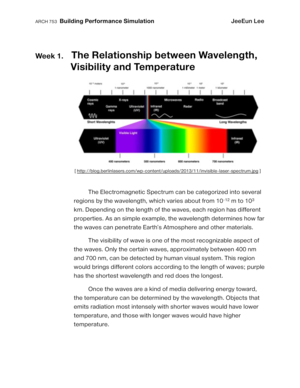 ARCH 753 Building Performance Simulation
JeeEun Lee
Week 1. The Relationship between Wavelength,
Visibility and Temperature
Cosmic rays
X-rays
Ultraviolet (UV)
Infrared (IR)
Microwaves
Radio
Radar
Broadcast band
Short Wavelengths
Long Wavelengths
Visible Light
Ultraviolet (UV)
Infrared (IR)
400 nanometers
500 nanometers
600 nanometers
700 nanometers
[ http://blog.berlinlasers.com/wp-content/uploads/2013/11/invisible-laser-spectrum.jpg ]
The Electromagnetic Spectrum can be categorized into several
regions by the wavelength, which varies about from 10⁻¹² m to 10³
km. Depending on the length of the waves, each region has different
properties. As an simple example, the wavelength determines how far
the waves can penetrate Earth's Atmosphere and other materials.
The visibility of wave is one of the most recognizable aspect of
the waves. Only the certain waves, approximately between 400 nm
and 700 nm, can be detected by human visual system. This region
would brings different colors according to the length of waves; purple
has the shortest wavelength and red does the longest.
Once the waves are a kind of media delivering energy toward,
the temperature can be determined by the wavelength. Objects that
emits radiation most intensely with shorter waves would have lower
temperature, and those with longer waves would have higher
temperature.